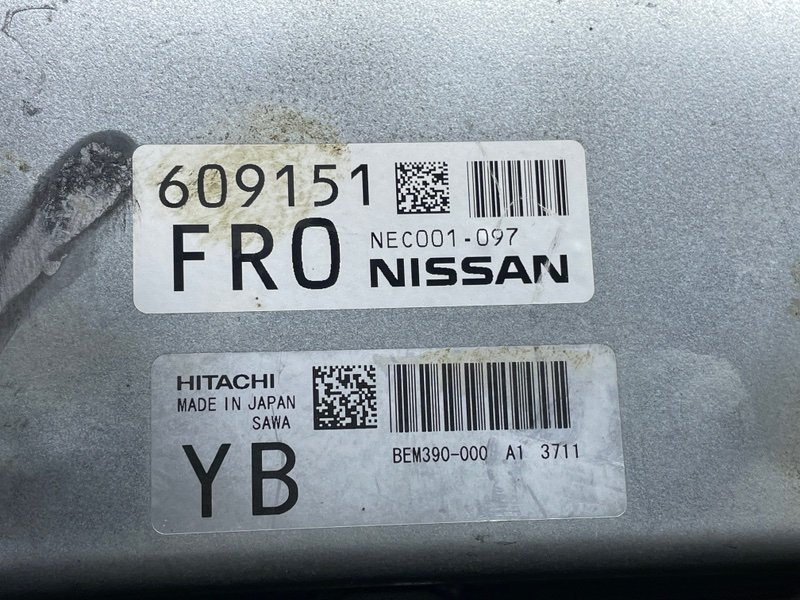 609151
FR0 NEC001-097
NISSAN
HITACHI
MADE IN JAPAN
SAWA
YB
BEM390-000 A1 3711